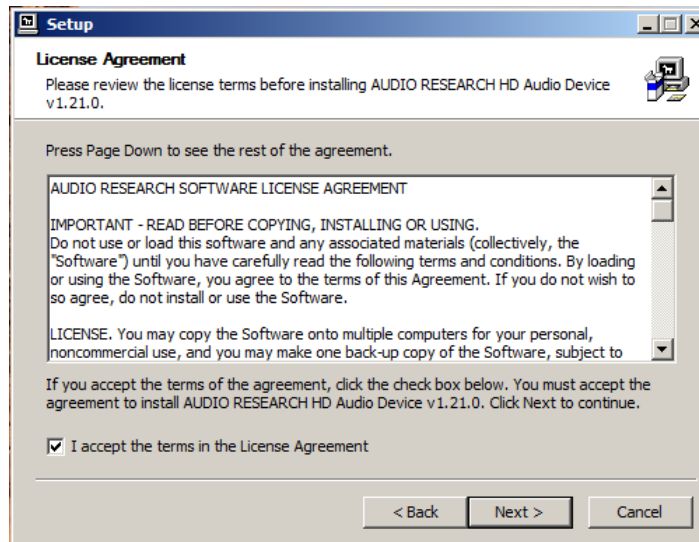 Setup
License Agreement
Please review the license terms before installing AUDIO RESEARCH HD Audio Device
v1.21.0.
Press Page Down to see the rest of the agreement.
AUDIO RESEARCH SOFTWARE LICENSE AGREEMENT
IMPORTANT - READ BEFORE COPYING, INSTALLING OR USING.
Do not use or load this software and any associated materials (collectively, the
"Software") until you have carefully read the following terms and conditions. By loading
or using the Software, you agree to the terms of this Agreement. If you do not wish to
so agree, do not install or use the Software.
LICENSE. You may copy the Software onto multiple computers for your personal,
noncommercial use, and you may make one back-up copy of the Software, subject to
If you accept the terms of the agreement, click the check box below. You must accept the
agreement to install AUDIO RESEARCH HD Audio Device v1.21.0. Click Next to continue.
I accept the terms in the License Agreement
< Back
Next >
Cancel